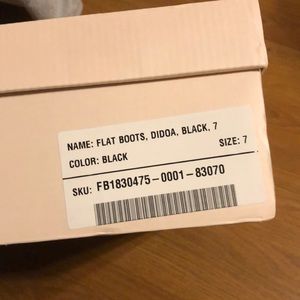 NAME: FLAT BOOTS, DIDOA, BLACK, 7
COLOR: BLACK SIZE: 7
SKU: FB1830475-0001-83070